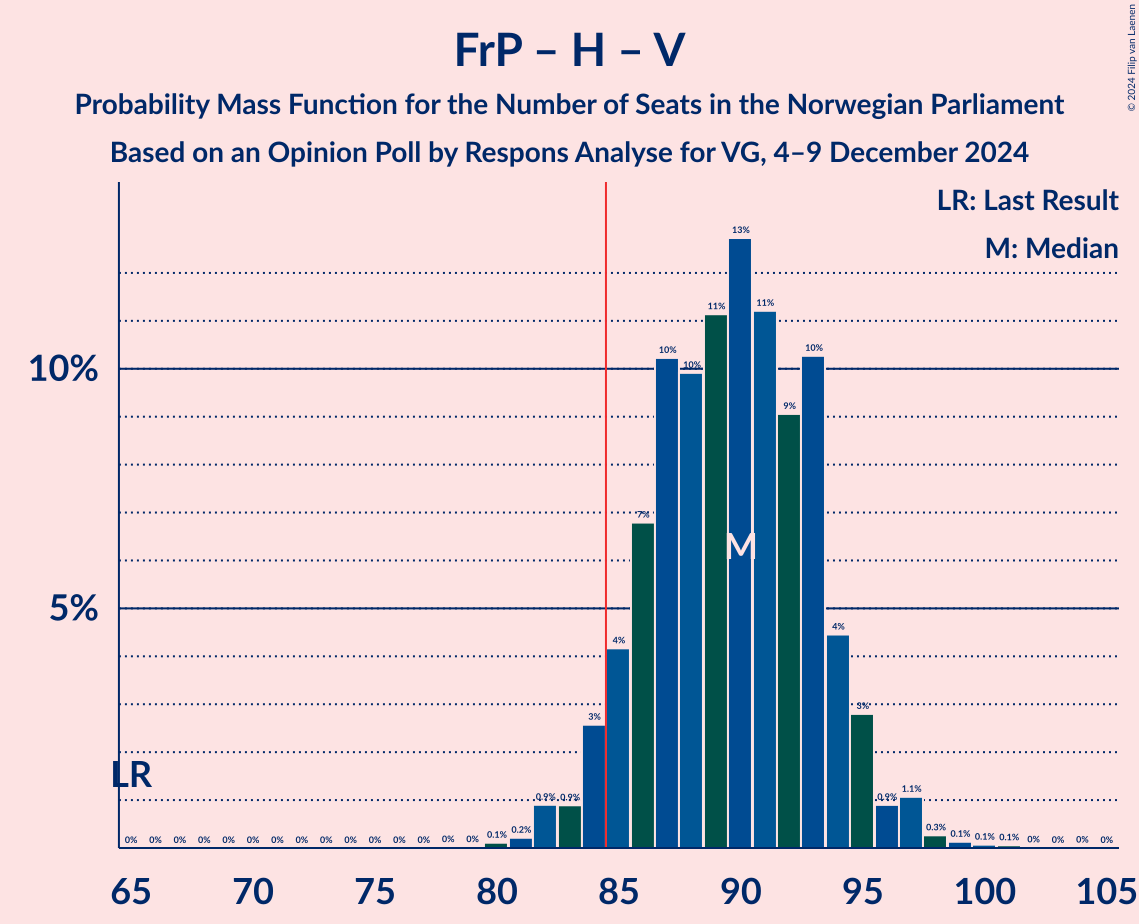 FrP – H – V
Probability Mass Function for the Number of Seats in the Norwegian Parliament
Based on an Opinion Poll by Respons Analyse for VG, 4–9 December 2024
© 2024 Filip van Laenen
LR: Last Result
M: Median
10%
5%
LR
M
0% 0% 0% 0% 0% 0% 0% 0% 0% 0% 0% 0% 0% 0% 0% 0.1% 0.2% 0.9% 0.9% 3% 4% 7% 10% 10% 11% 13% 11% 9% 10% 4% 3% 0.9% 1.1% 0.3% 0.1% 0.1% 0.1% 0% 0% 0% 0%
65 70 75 80 85 90 95 100 105